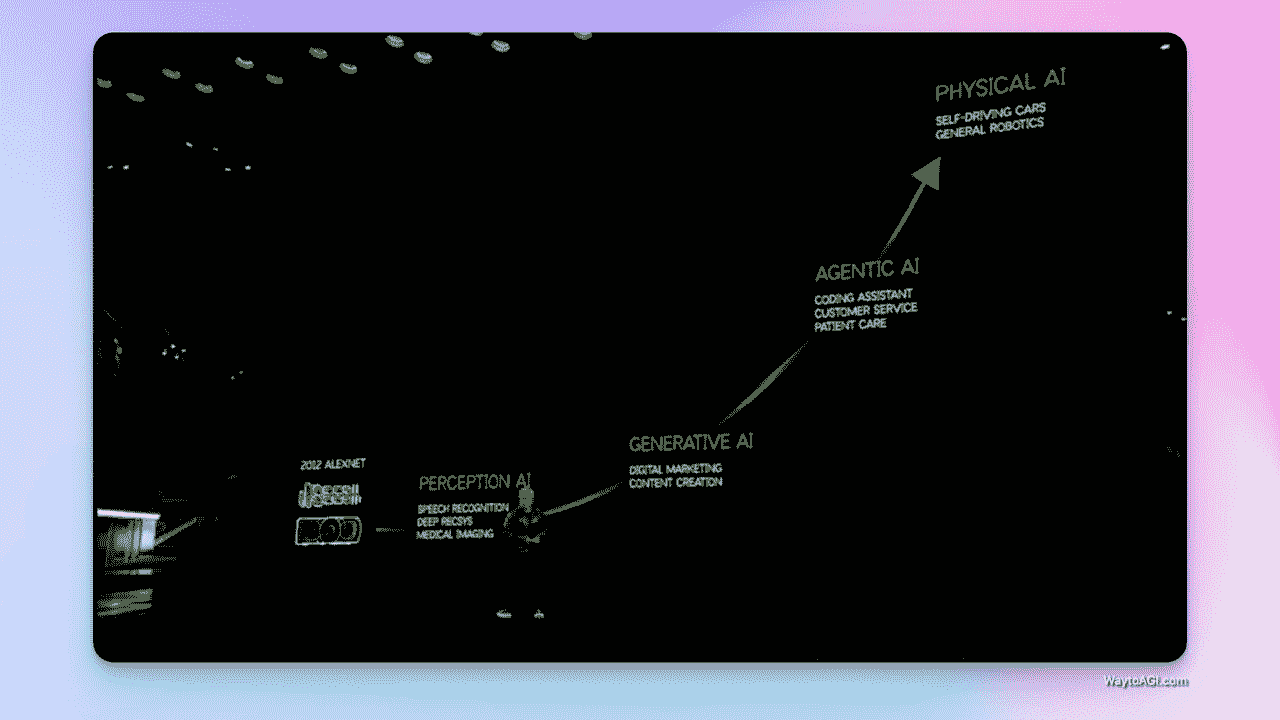 PHYSICAL AI
SELF-DRIVING CARS
GENERAL ROBOTICS
AGENTIC AI
CODING ASSISTANT
CUSTOMER SERVICE
PATIENT CARE
GENERATIVE AI
DIGITAL MARKETING
CONTENT CREATION
2012 ALEXNET
PERCEPTION AI
SPEECH RECOGNITION
DEEP RECSYS
MEDICAL IMAGING
WaytoAGI.com